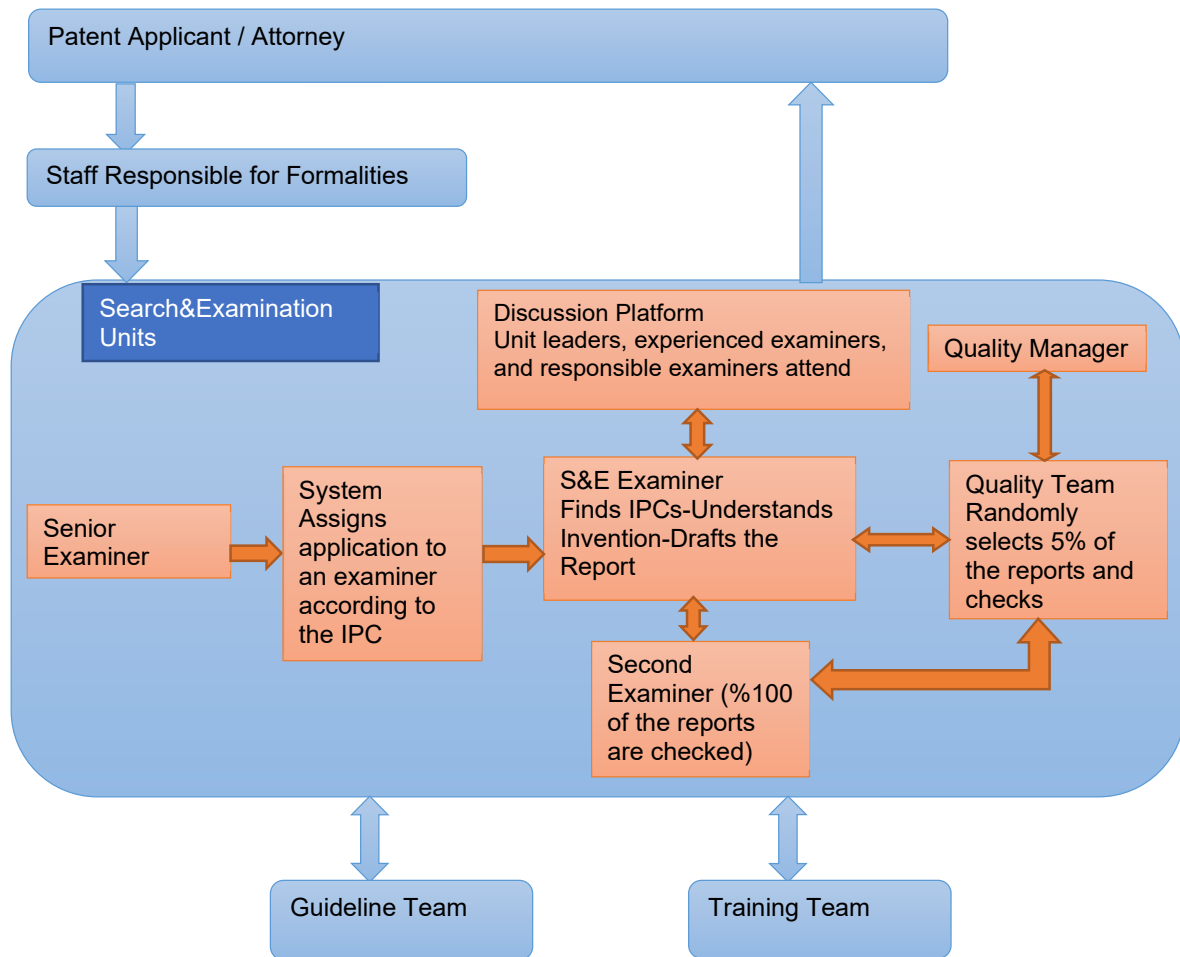 Patent Applicant / Attorney
Staff Responsible for Formalities
Search&Examination
Units
Discussion Platform
Unit leaders, experienced examiners,
and responsible examiners attend
Quality Manager
Senior
Examiner
System
Assigns
application to
an examiner
according to
the IPC
S&E Examiner
Finds IPCs-Understands
Invention-Drafts the
Report
Quality Team
Randomly
selects 5% of
the reports and
checks
Second
Examiner (%100
of the reports
are checked)
Guideline Team
Training Team